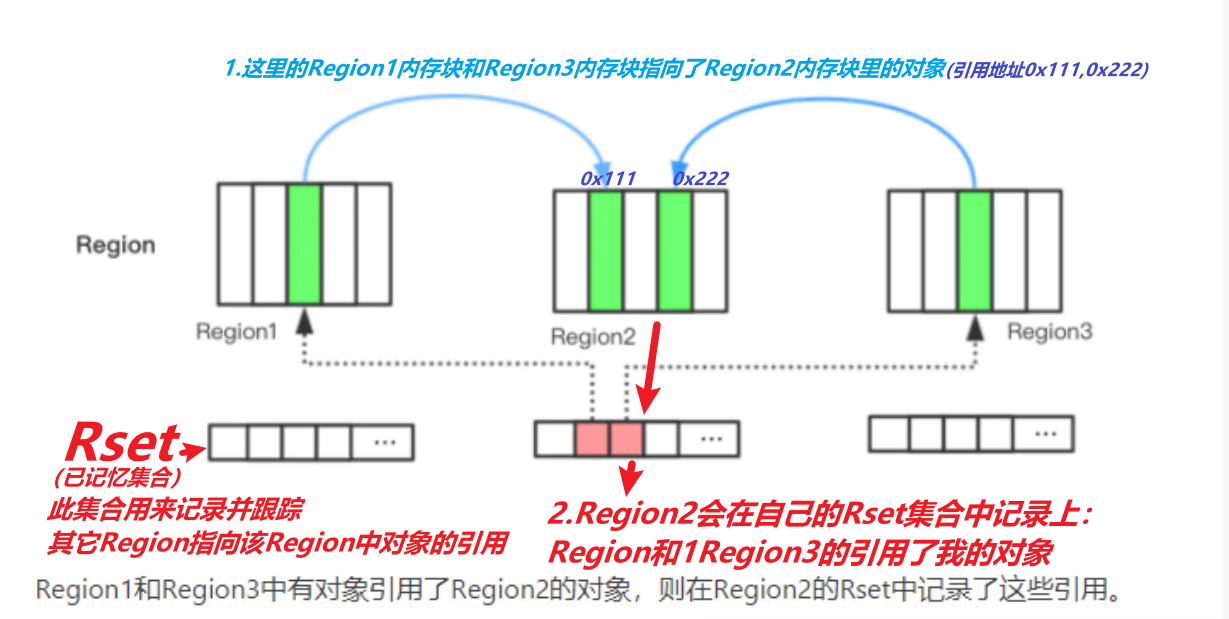 1.这里的Region1内存块和Region3内存块指向了Region2内存块里的对象(引用地址0x111,0x222)
0x111 0x222
Region
Region1
Region2
Region3
Rset
(已记忆集合)
此集合用来记录并跟踪
其它Region指向该Region中对象的引用
...
...
...
2.Region2会在自己的Rset集合中记录上:
Region和1Region3的引用了我的对象
Region1和Region3中有对象引用了Region2的对象，则在Region2的Rset中记录了这些引用。